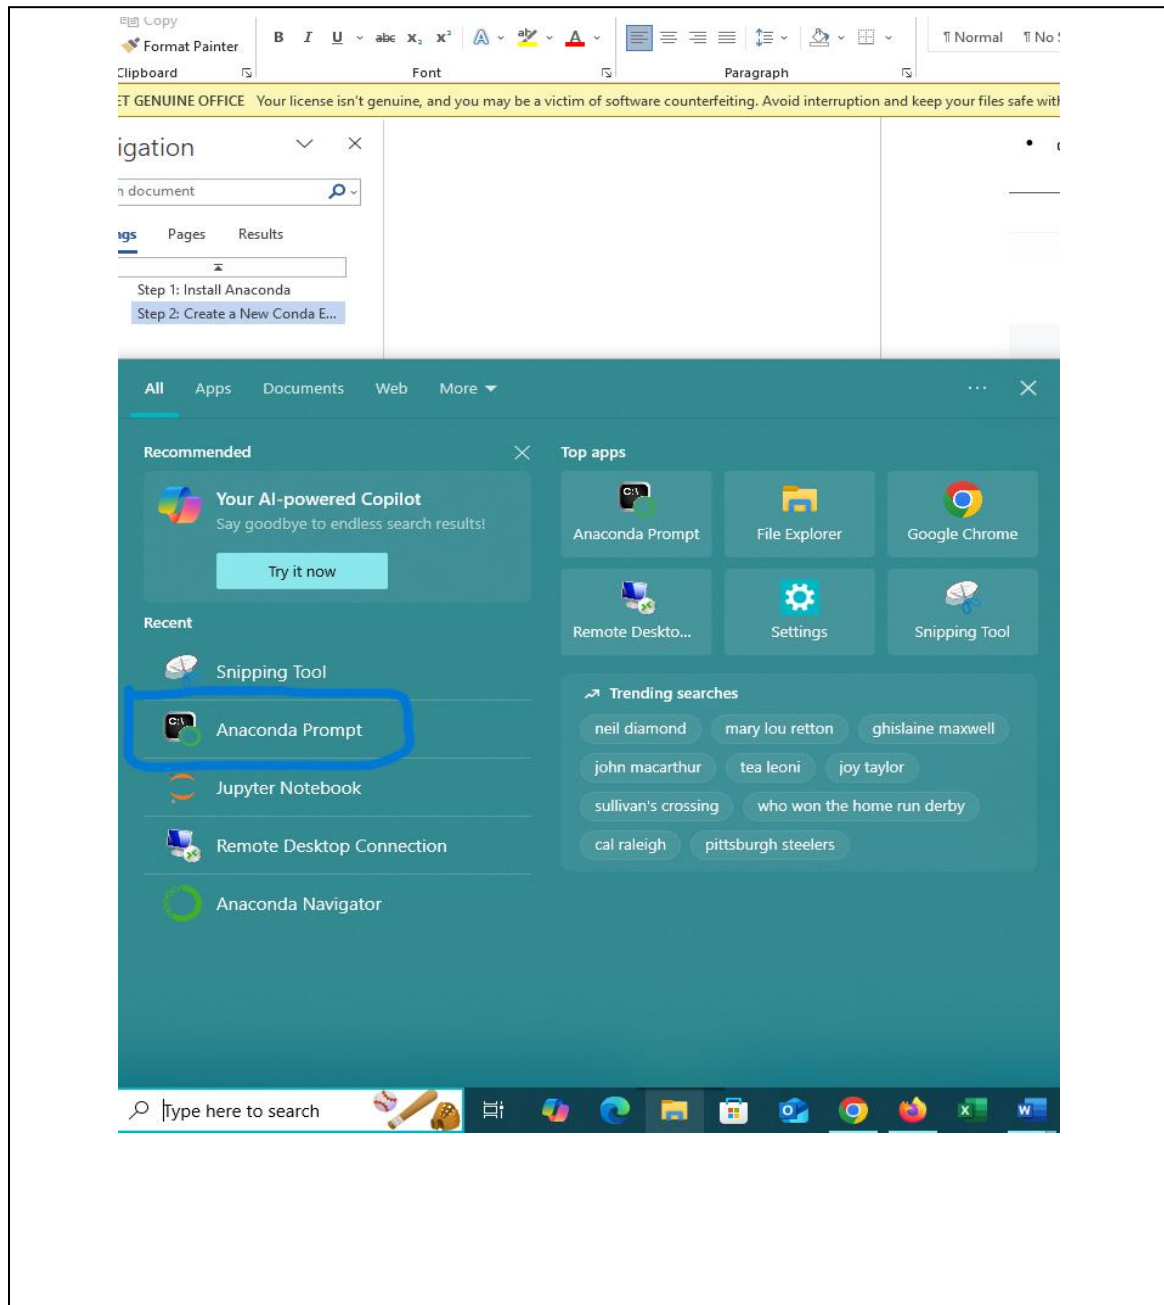 Copy
Format Painter
B I U abc x₂ x² A aby A
¶ Normal ¶ No
Clipboard Font Paragraph
ET GENUINE OFFICE Your license isn't genuine, and you may be a victim of software counterfeiting. Avoid interruption and keep your files safe with
igation
h document
ngs Pages Results
Step 1: Install Anaconda
Step 2: Create a New Conda E...
All Apps Documents Web More
Recommended
Your AI-powered Copilot
Say goodbye to endless search results!
Try it now
Recent
Snipping Tool
Anaconda Prompt
Jupyter Notebook
Remote Desktop Connection
Anaconda Navigator
Top apps
Anaconda Prompt File Explorer Google Chrome
Remote Deskto... Settings Snipping Tool
Trending searches
neil diamond mary lou retton ghislaine maxwell
john macarthur tea leoni joy taylor
sullivan's crossing who won the home run derby
cal raleigh pittsburgh steelers
Type here to search